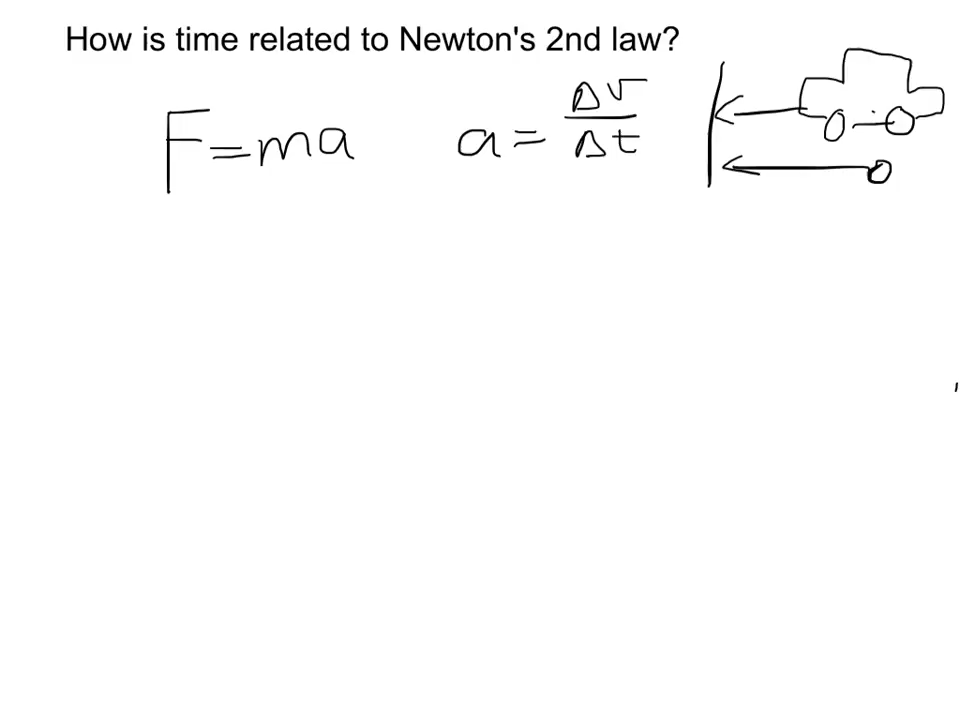 How is time related to Newton's 2nd law?
F=ma a = Δv/Δt